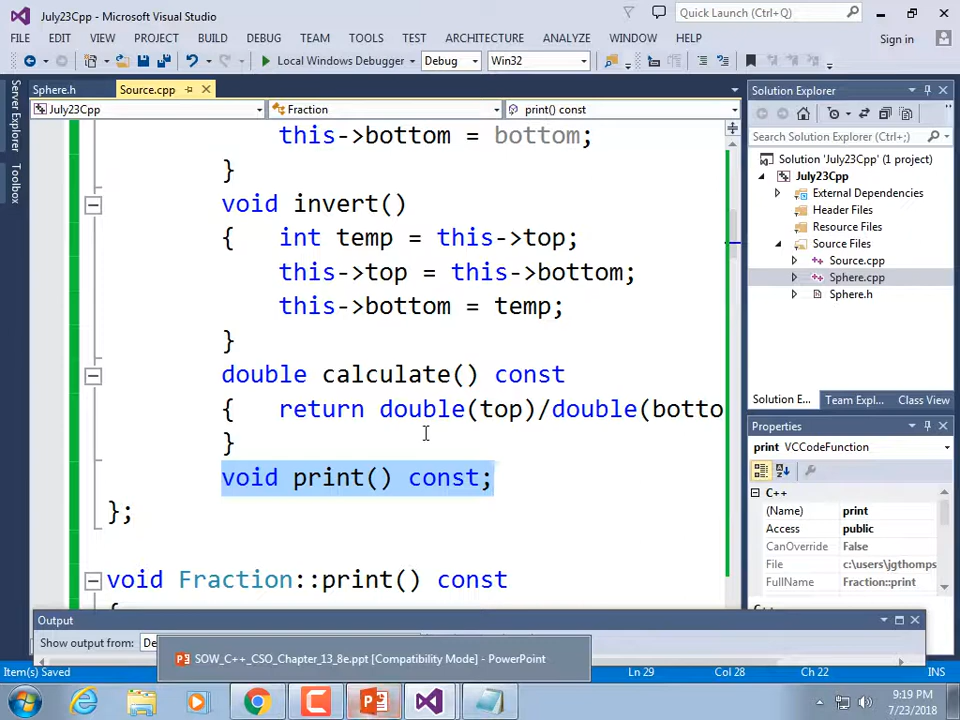 July23Cpp - Microsoft Visual Studio
Quick Launch (Ctrl+Q)
FILE EDIT VIEW PROJECT BUILD DEBUG TEAM TOOLS TEST ARCHITECTURE ANALYZE WINDOW HELP
Sign in
Local Windows Debugger Debug Win32
Server Explorer
Toolbox
Sphere.h Source.cpp
July23Cpp Fraction print() const
this->bottom = bottom;
}
void invert()
{ int temp = this->top;
this->top = this->bottom;
this->bottom = temp;
}
double calculate() const
{ return double(top)/double(botto
}
void print() const;
};
void Fraction::print() const
Solution Explorer
Search Solution Explorer (Ctrl+;)
Solution 'July23Cpp' (1 project)
July23Cpp
External Dependencies
Header Files
Resource Files
Source Files
Source.cpp
Sphere.cpp
Sphere.h
Solution E... Team Expl... Class View
Properties
print VCCodeFunction
C++
(Name) print
Access public
CanOverride False
File c:\users\jgthomps
FullName Fraction::print
Output
Show output from: De
SOW_C++_CSO_Chapter_13_8e.ppt [Compatibility Mode] - PowerPoint
Item(s) Saved Ln 29 Col 28 Ch 22
9:19 PM
7/23/2018